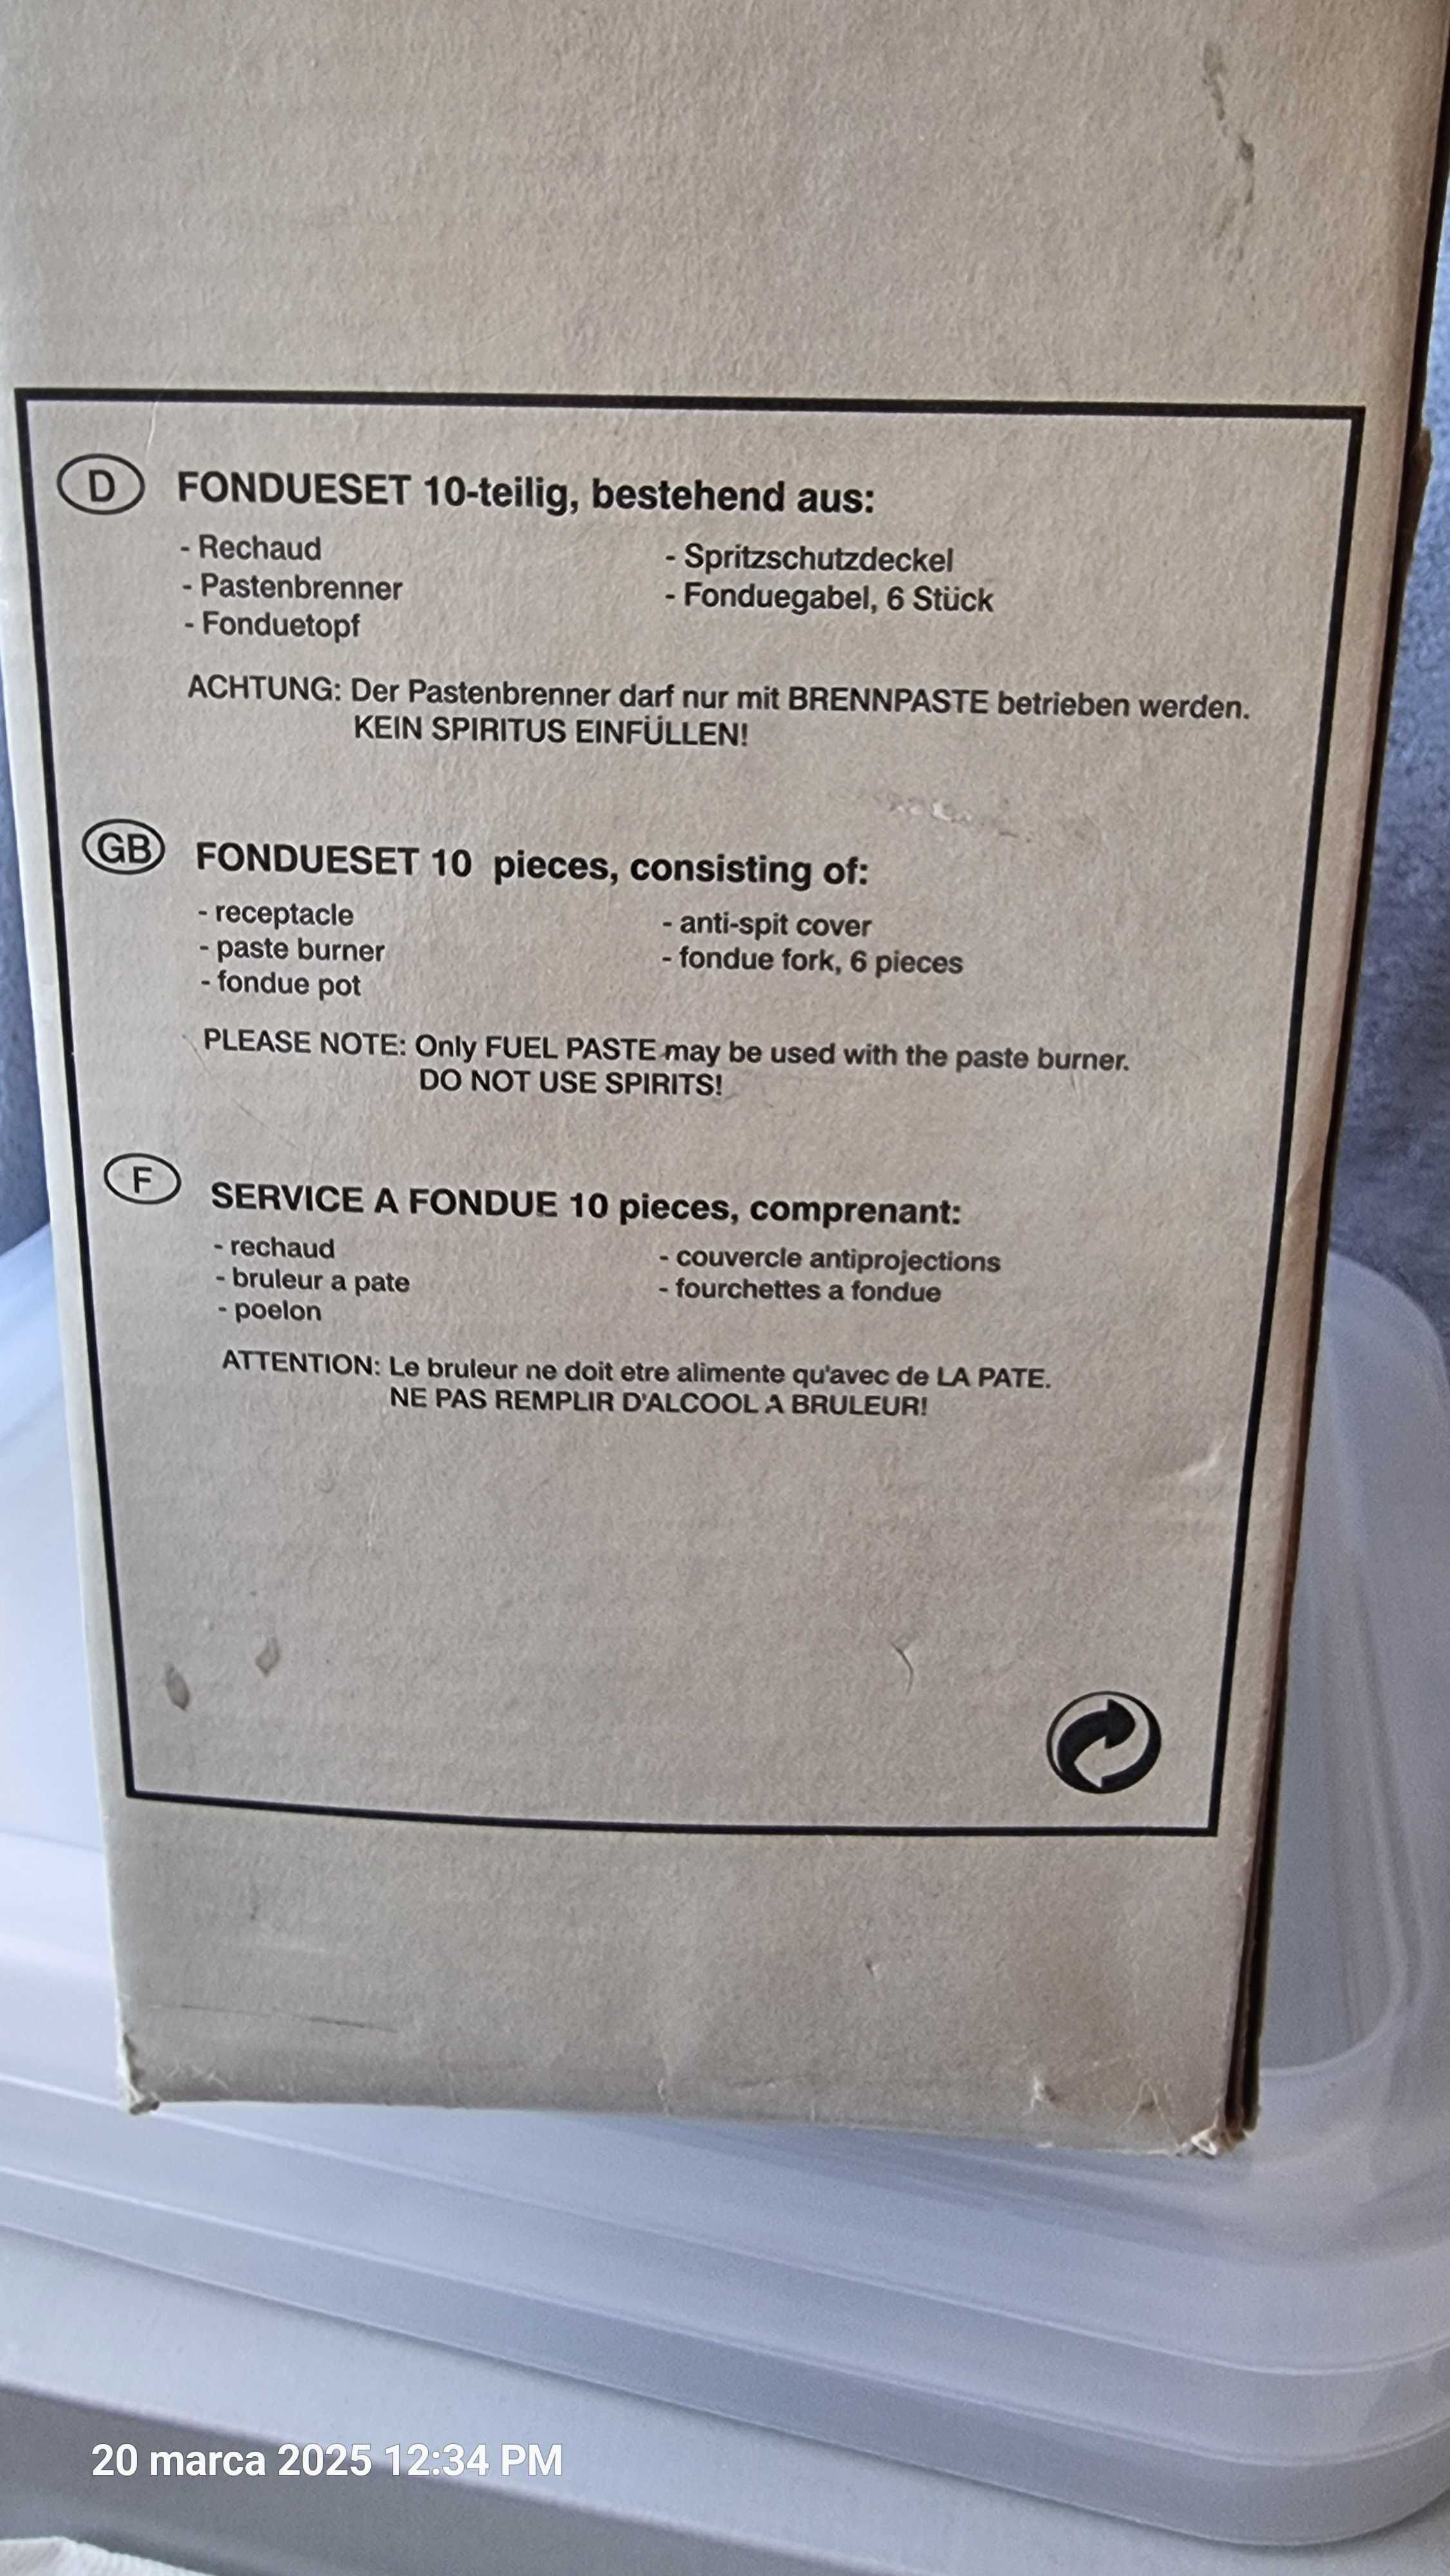 D FONDUESET 10-teilig, bestehend aus:
- Rechaud
- Pastenbrenner
- Fonduetopf
- Spritzschutzdeckel
- Fonduegabel, 6 Stück
ACHTUNG: Der Pastenbrenner darf nur mit BRENNPASTE betrieben werden.
KEIN SPIRITUS EINFÜLLEN!
GB FONDUESET 10 pieces, consisting of:
- receptacle
- paste burner
- fondue pot
- anti-spit cover
- fondue fork, 6 pieces
PLEASE NOTE: Only FUEL PASTE may be used with the paste burner.
DO NOT USE SPIRITS!
F SERVICE A FONDUE 10 pieces, comprenant:
- rechaud
- bruleur a pate
- poelon
- couvercle antiprojections
- fourchettes a fondue
ATTENTION: Le bruleur ne doit etre alimente qu'avec de LA PATE.
NE PAS REMPLIR D'ALCOOL A BRULEUR!
20 marca 2025 12:34 PM